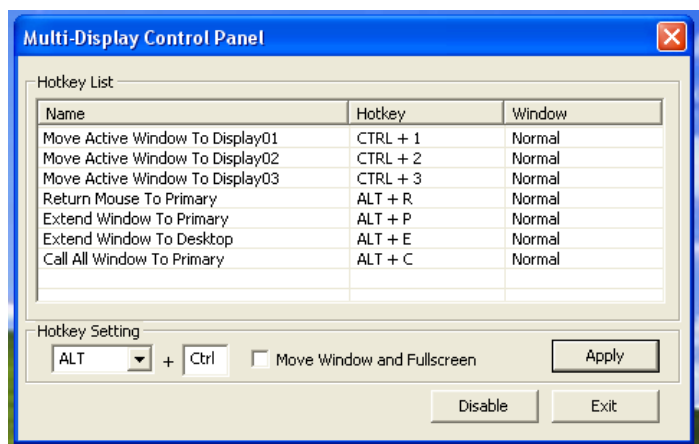 Multi-Display Control Panel
Hotkey List
Name Hotkey Window
Move Active Window To Display01 CTRL + 1 Normal
Move Active Window To Display02 CTRL + 2 Normal
Move Active Window To Display03 CTRL + 3 Normal
Return Mouse To Primary ALT + R Normal
Extend Window To Primary ALT + P Normal
Extend Window To Desktop ALT + E Normal
Call All Window To Primary ALT + C Normal
Hotkey Setting
ALT + Ctrl Move Window and Fullscreen Apply
Disable Exit